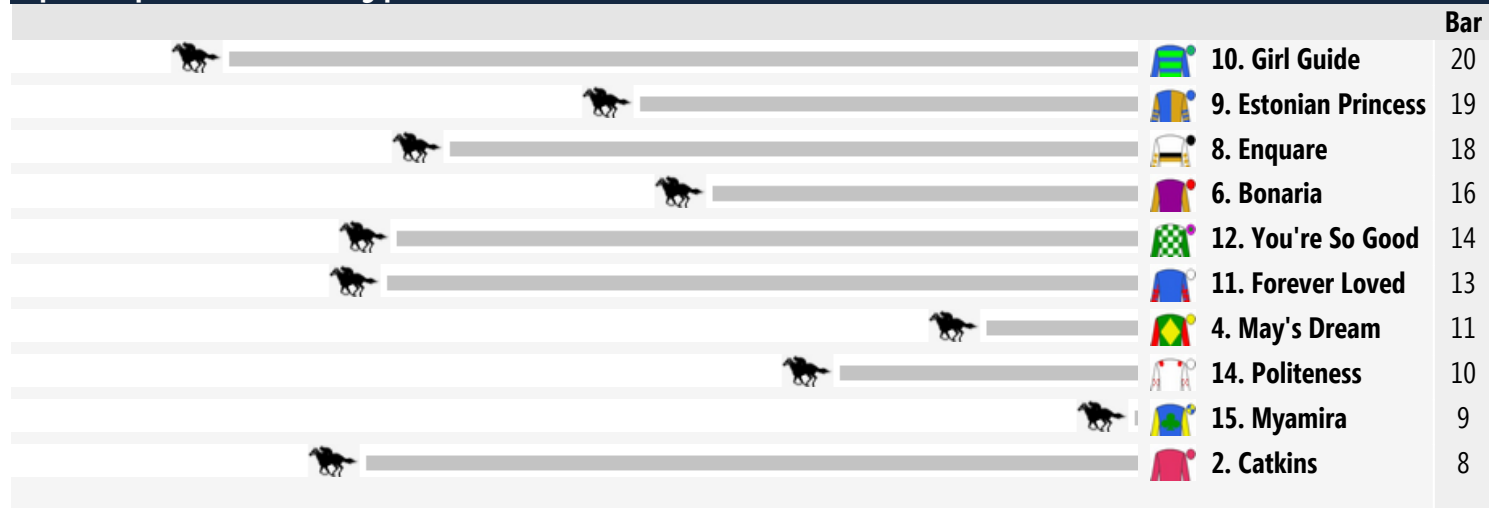 Bar
10. Girl Guide 20
9. Estonian Princess 19
8. Enquare 18
6. Bonaria 16
12. You're So Good 14
11. Forever Loved 13
4. May's Dream 11
14. Politeness 10
15. Myamira 9
2. Catkins 8